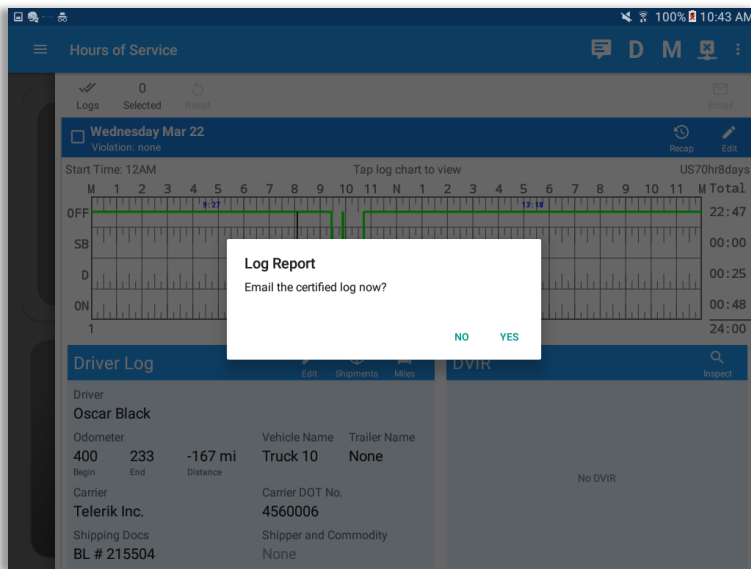 100% 10:43 AM
Hours of Service
D M
Logs 0 Selected Reset Email
Wednesday Mar 22
Violation: none
Recap Edit
Start Time: 12AM Tap log chart to view US70hr8days
M 1 2 3 4 5 6 7 8 9 10 11 N 1 2 3 4 5 6 7 8 9 10 11 M Total
9:27 13:18
OFF 22:47
SB 00:00
D 00:25
ON 00:48
1 24:00
Log Report
Email the certified log now?
NO YES
Driver Log Edit Shipments Miles
DVIR Inspect
Driver
Oscar Black
Odometer Vehicle Name Trailer Name
400 233 -167 mi Truck 10 None
Begin End Distance
No DVIR
Carrier Carrier DOT No.
Telerik Inc. 4560006
Shipping Docs Shipper and Commodity
BL # 215504 None